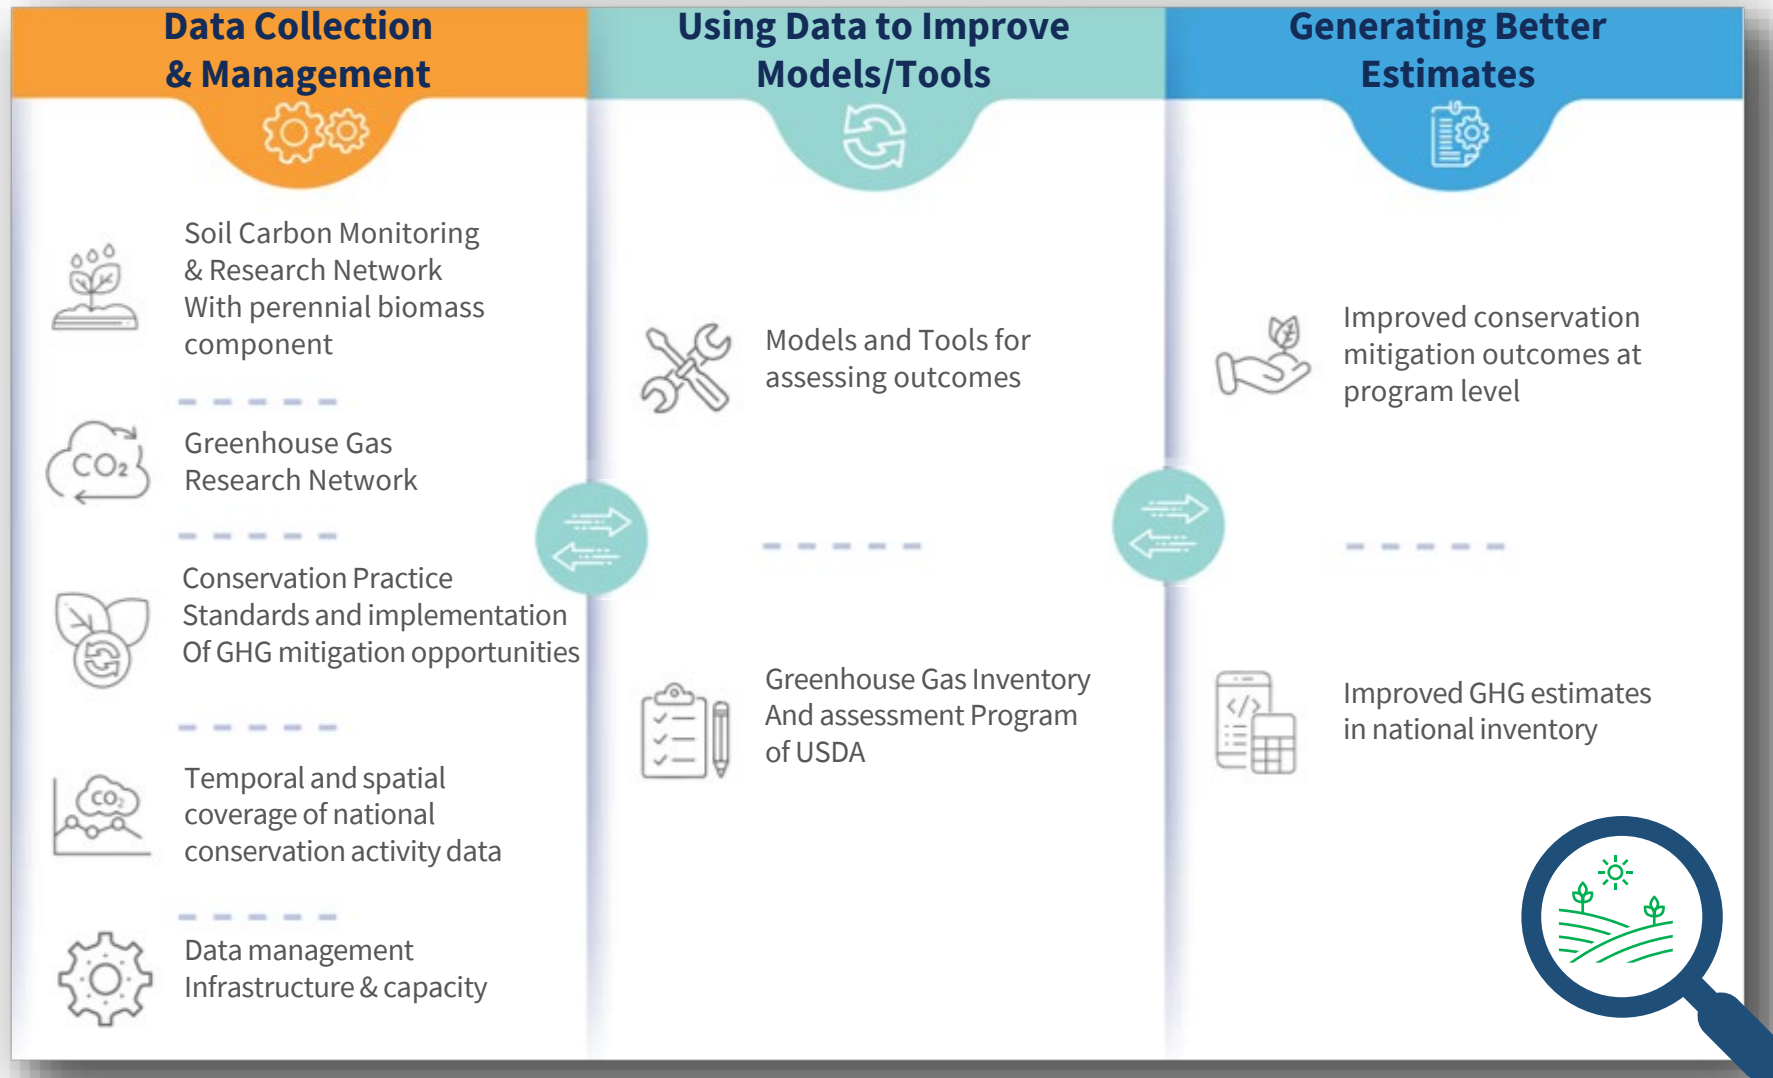 Data Collection
& Management
Soil Carbon Monitoring
& Research Network
With perennial biomass
component
CO₂
Greenhouse Gas
Research Network
Conservation Practice
Standards and implementation
Of GHG mitigation opportunities
CO₂
Temporal and spatial
coverage of national
conservation activity data
Data management
Infrastructure & capacity
Using Data to Improve
Models/Tools
Models and Tools for
assessing outcomes
Greenhouse Gas Inventory
And assessment Program
of USDA
Generating Better
Estimates
Improved conservation
mitigation outcomes at
program level
</>
Improved GHG estimates
in national inventory